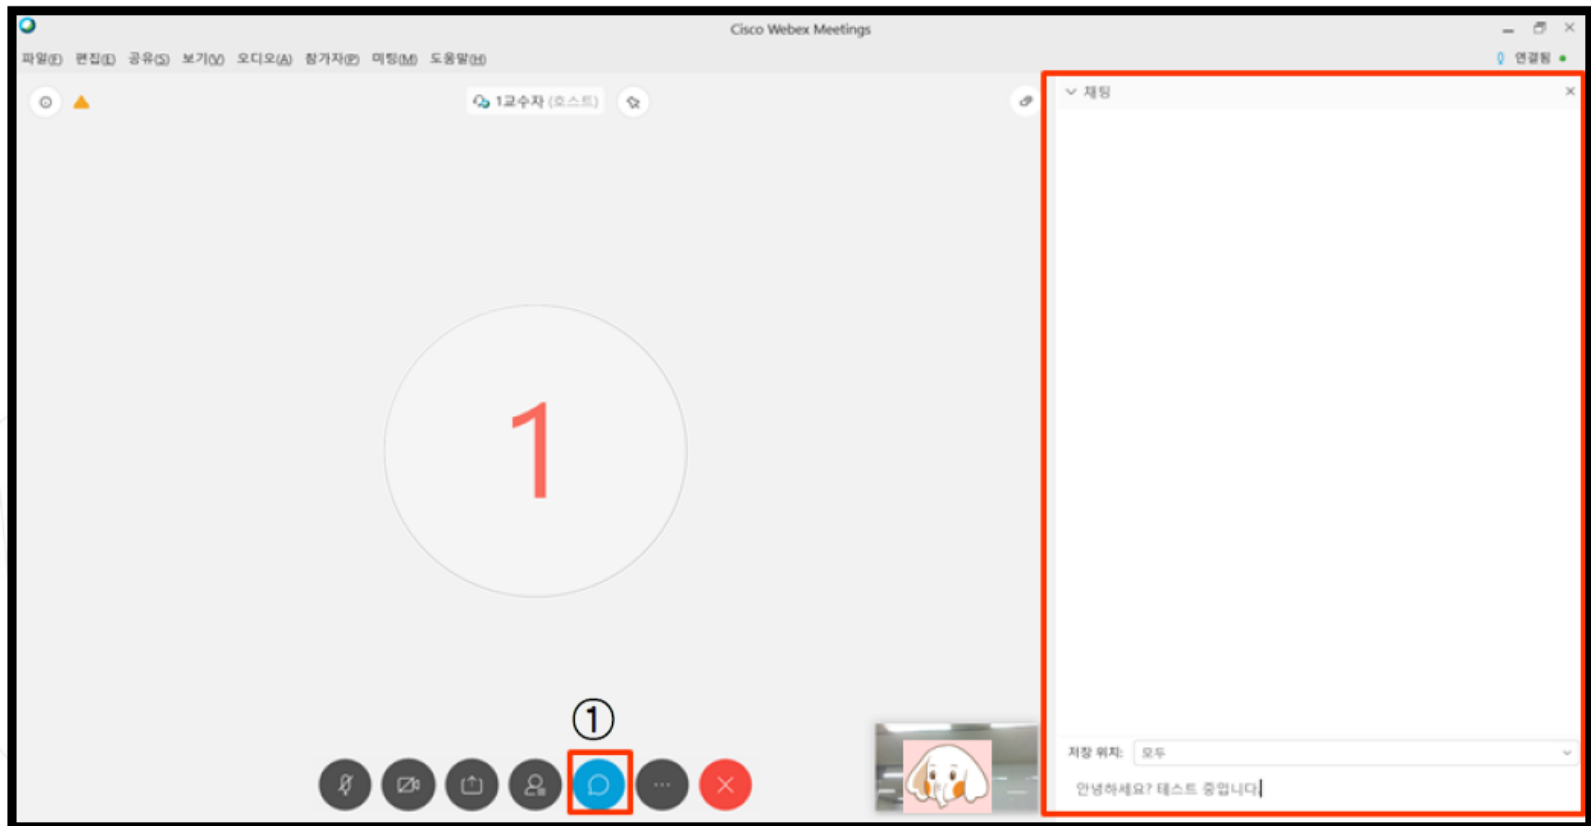 Cisco Webex Meetings
파일(F) 편집(E) 공유(S) 보기(V) 오디오(A) 참가자(P) 미팅(M) 도움말(H)
연결됨
1교수자 (호스트)
채팅
1
①
저장 위치: 모두
안녕하세요? 테스트 중입니다.